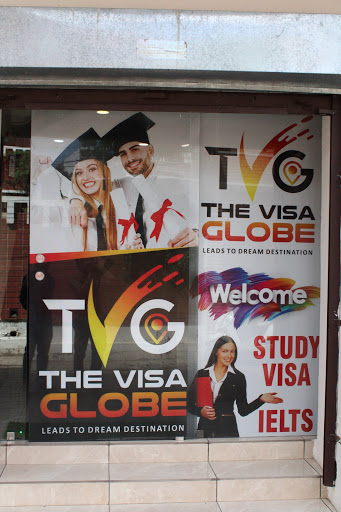 TVG
THE VISA
GLOBE
LEADS TO DREAM DESTINATION
TVG
THE VISA
GLOBE
LEADS TO DREAM DESTINATION
Welcome
STUDY
VISA
IELTS